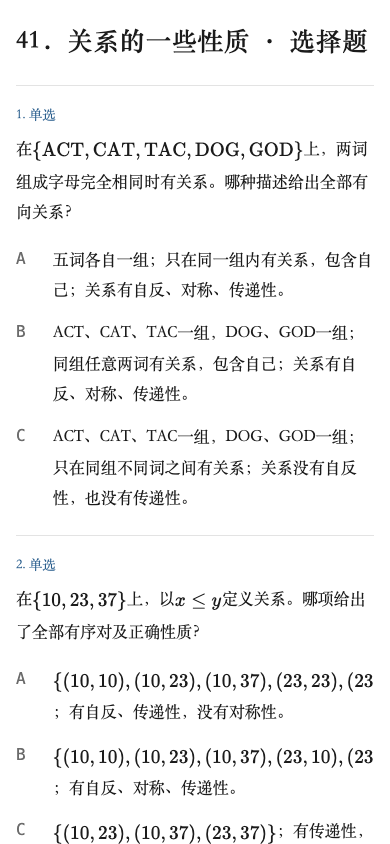 41. 关系的一些性质 · 选择题
1. 单选
在{ACT, CAT, TAC, DOG, GOD}上，两词
组成字母完全相同时有关系。哪种描述给出全部有
向关系？
A 五词各自一组；只在同一组内有关系，包含自
己；关系有自反、对称、传递性。
B ACT、CAT、TAC一组，DOG、GOD一组；
同组任意两词有关系，包含自己；关系有自
反、对称、传递性。
C ACT、CAT、TAC一组，DOG、GOD一组；
只在同组不同词之间有关系；关系没有自反
性，也没有传递性。
2. 单选
在{10, 23, 37}上，以x ≤ y定义关系。哪项给出
了全部有序对及正确性质？
A {(10, 10), (10, 23), (10, 37), (23, 23), (23
；有自反、传递性，没有对称性。
B {(10, 10), (10, 23), (10, 37), (23, 10), (23
；有自反、对称、传递性。
C {(10, 23), (10, 37), (23, 37)}；有传递性，